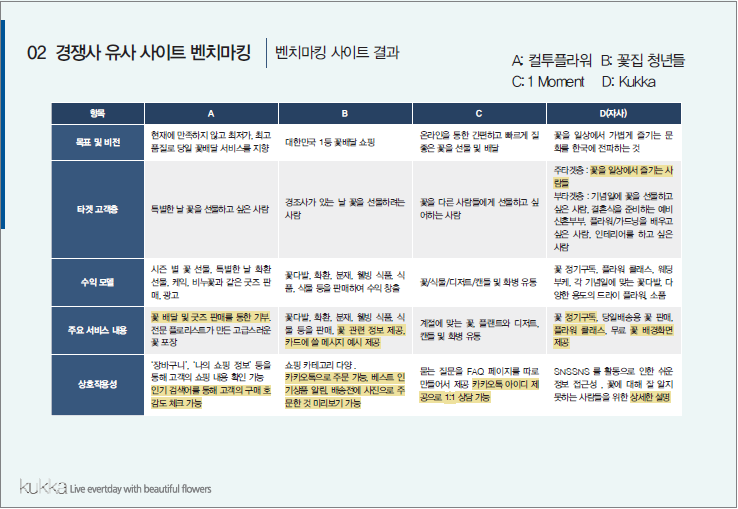 02 경쟁사 유사 사이트 벤치마킹
벤치마킹 사이트 결과
A: 컬투플라워 B: 꽃집 청년들
C: 1 Moment D: Kukka
항목 A B C D(자사)
목표 및 비전
현재에 만족하지 않고 최저가, 최고
품질로 당일 꽃배달 서비스를 지향
대한민국 1등 꽃배달 쇼핑
온라인을 통한 간편하고 빠르게 질
좋은 꽃을 선물 및 배달
꽃을 일상에서 가볍게 즐기는 문
화를 한국에 전파하는 것
타겟 고객층
특별한 날 꽃을 선물하고 싶은 사람
경조사가 있는 날 꽃을 선물하려는
사람
꽃을 다른 사람들에게 선물하고 싶
어하는 사람
주타겟층 : 꽃을 일상에서 즐기는 사
람들
부타겟층 : 기념일에 꽃을 선물하고
싶은 사람, 결혼식을 준비하는 예비
신혼부부, 플라워/가드닝을 배우고
싶은 사람, 인테리어를 하고 싶은
사람
수익 모델
시즌 별 꽃 선물, 특별한 날 화환
선물, 케익, 비누꽃과 같은 굿즈 판
매, 광고
꽃다발, 화환, 분재, 웰빙 식품, 식
품, 식물 등을 판매하여 수익 창출
꽃/식물/디저트/캔들 및 화병 유통
꽃 정기구독, 플라워 클래스, 웨딩
부케, 각 기념일에 맞는 꽃다발, 다
양한 용도의 드라이 플라워, 소품
주요 서비스 내용
꽃 배달 및 굿즈 판매를 통한 기부,
전문 플로리스트가 만든 고급스러운
꽃 포장
꽃다발, 화환, 분재, 웰빙 식품, 식
물 등을 판매, 꽃 관련 정보 제공,
카드에 쓸 메시지 예시 제공
계절에 맞는 꽃, 플랜트와 디저트,
캔들 및 화병 유통
꽃 정기구독, 당일배송용 꽃 판매,
플라워 클래스, 무료 꽃 배경화면
제공
상호작용성
'장바구니', '나의 쇼핑 정보' 등을
통해 고객의 쇼핑 내용 확인 가능
인기 검색어를 통해 고객의 구매 호
감도 체크 가능
쇼핑 카테고리 다양 ,
카카오톡으로 주문 가능, 베스트 인
기상품 알림, 배송전에 사진으로 주
문한 것 미리보기 가능
묻는 질문을 FAQ 페이지를 따로
만들어서 제공 카카오톡 아이디 제
공으로 1:1 상담 가능
SNSSNS 를 활동으로 인한 쉬운
정보 접근성 , 꽃에 대해 잘 알지
못하는 사람들을 위한 상세한 설명
kukka Live evertday with beautiful flowers